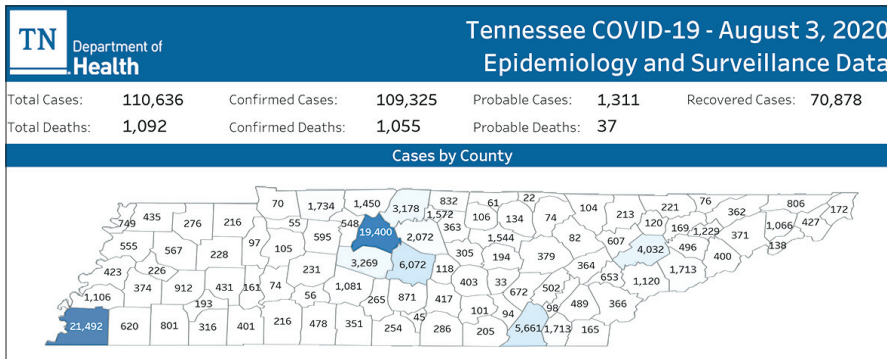 TN
Department of
Health
Tennessee COVID-19 - August 3, 2020
Epidemiology and Surveillance Data
Total Cases: 110,636 Confirmed Cases: 109,325 Probable Cases: 1,311 Recovered Cases: 70,878
Total Deaths: 1,092 Confirmed Deaths: 1,055 Probable Deaths: 37
Cases by County
70 1,734 1,450 3,178 832 61 22 104 221 76 362 806 172
749 435 276 216 55 548 1,572 106 134 74 213 120 169 1,229 1,066 427
595 19,400 2,072 363 1,544 82 607 4,032 496 371 138
555 567 228 97 105 305 194 379 364 400
423 226 231 3,269 6,072 118 653 1,713
374 912 431 161 74 1,081 403 33 672 502 1,120
1,106 193 56 265 871 417 101 94 98 489 366
21,492 620 801 316 401 216 478 351 254 45 286 205 5,661 1,713 165